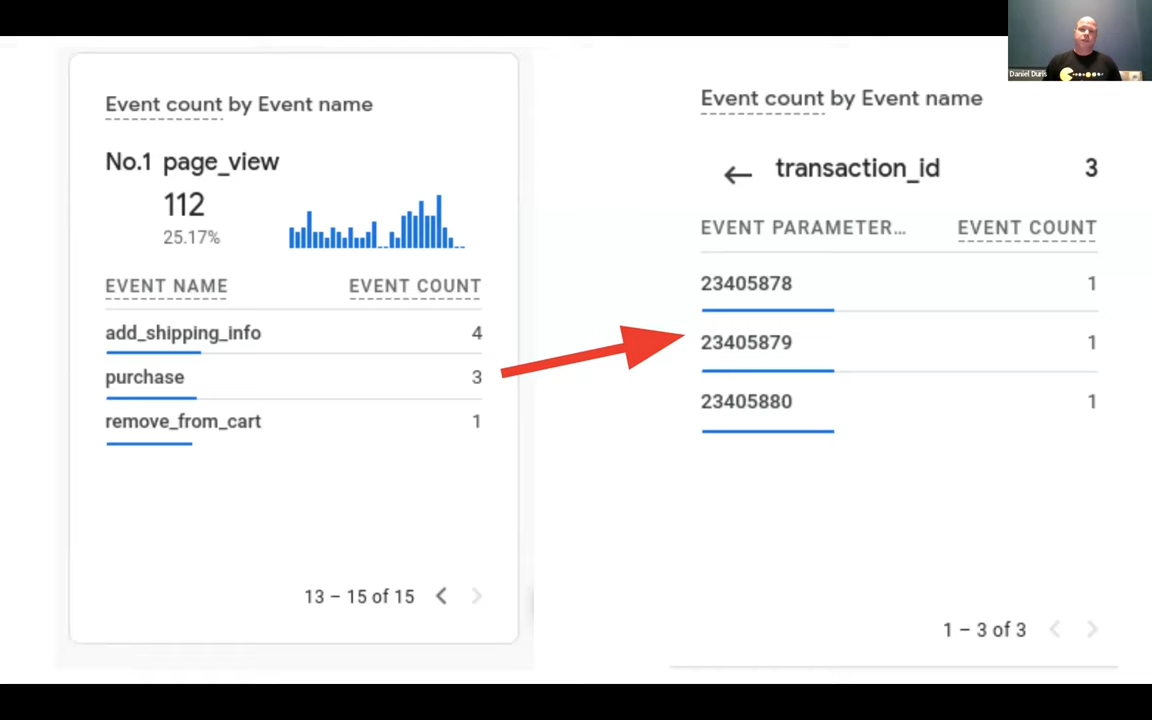 Daniel Duris
Event count by Event name
No.1 page_view
112
25.17%
EVENT NAME EVENT COUNT
add_shipping_info 4
purchase 3
remove_from_cart 1
13 – 15 of 15
Event count by Event name
transaction_id 3
EVENT PARAMETER... EVENT COUNT
23405878 1
23405879 1
23405880 1
1 – 3 of 3